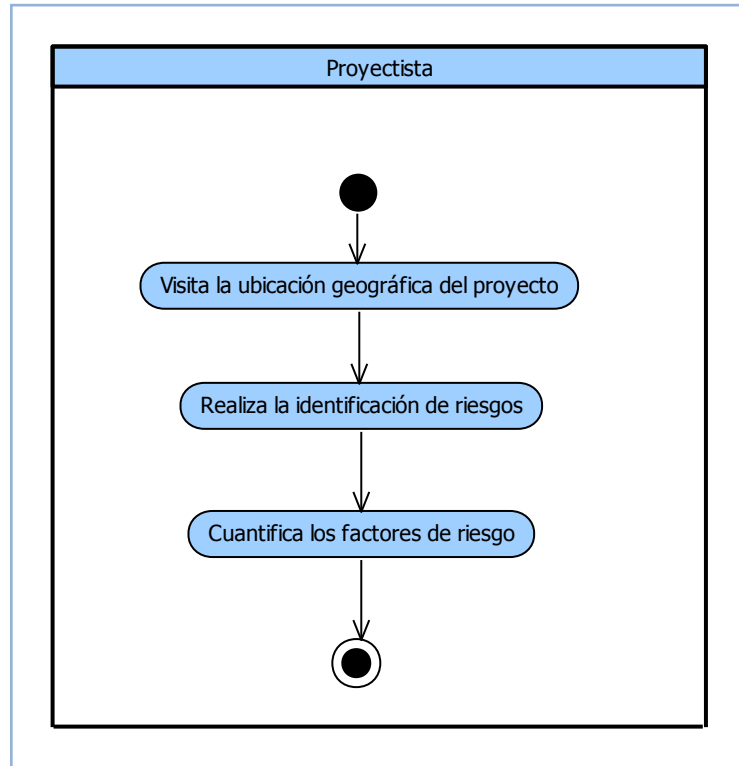 Proyectista
Visita la ubicación geográfica del proyecto
Realiza la identificación de riesgos
Cuantifica los factores de riesgo